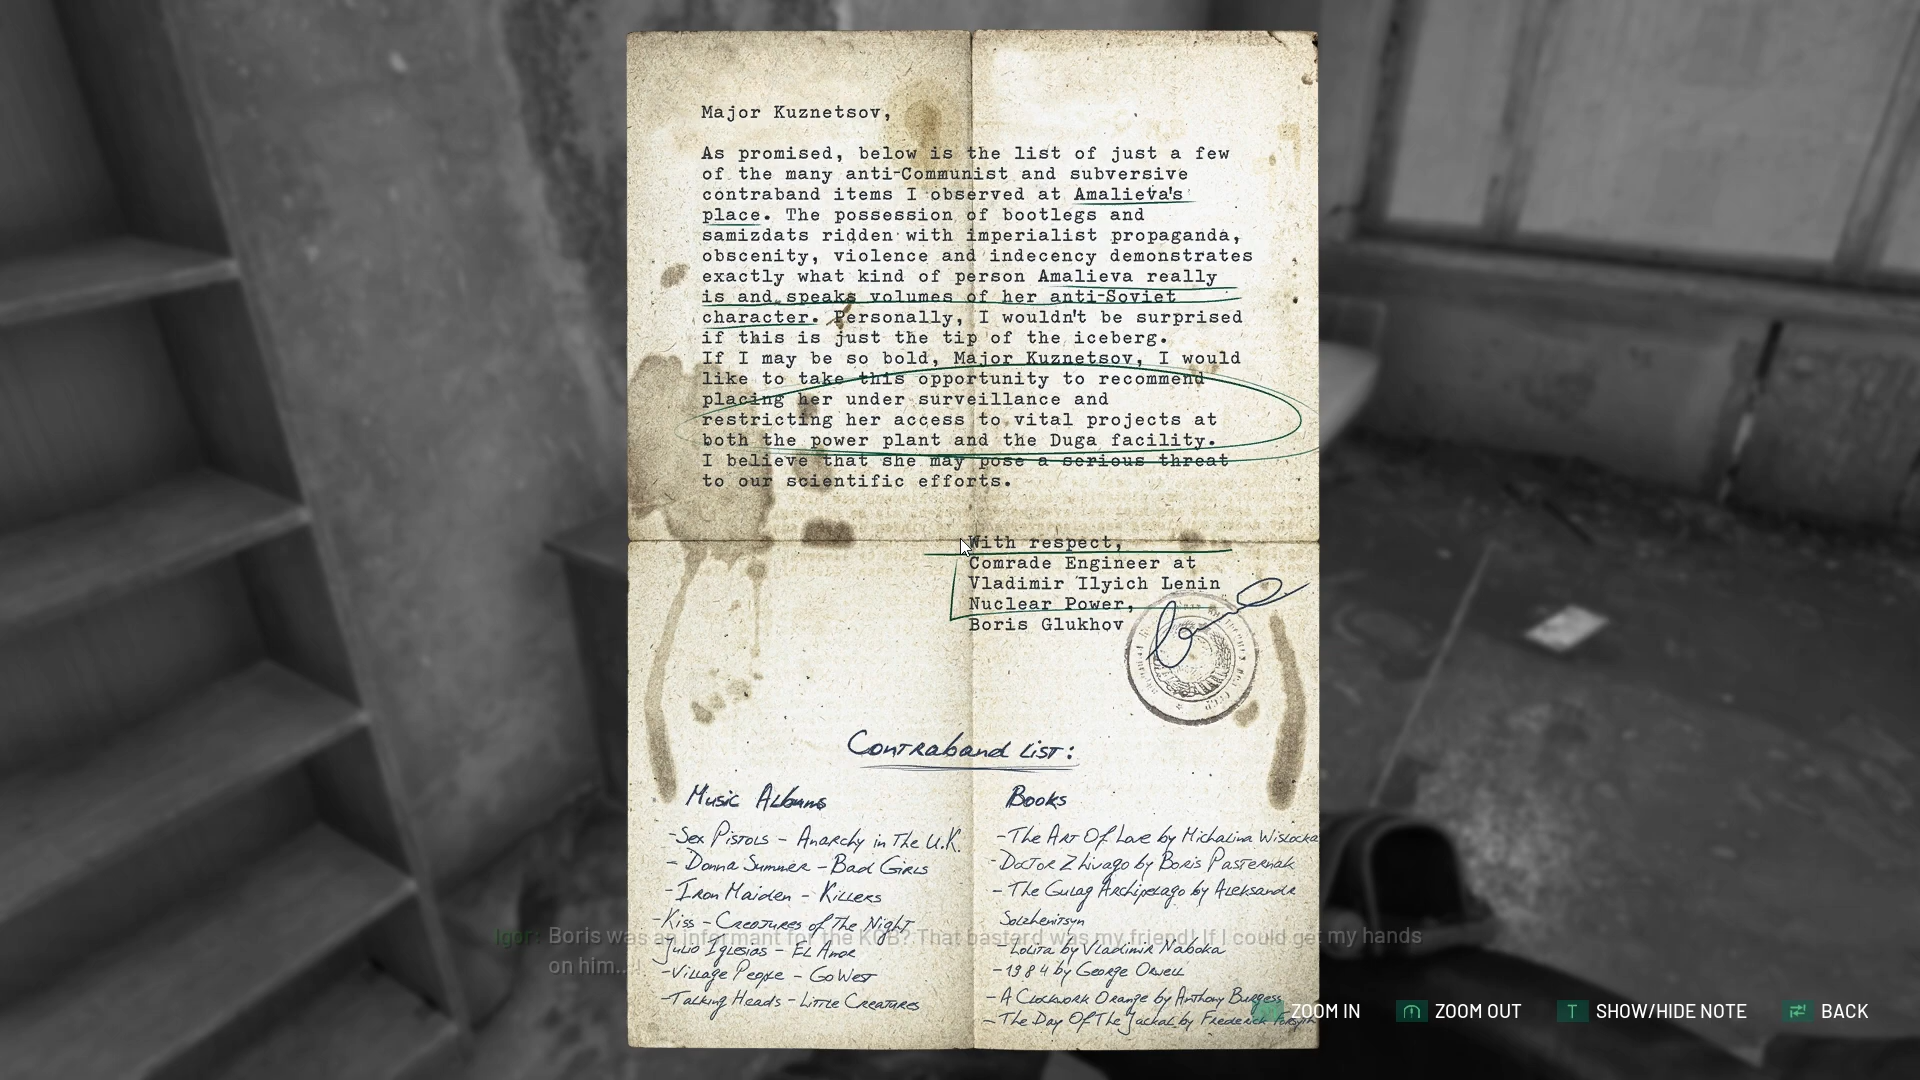 Major Kuznetsov,
As promised, below is the list of just a few
of the many anti-Communist and subversive
contraband items I observed at Amalieva's
place. The possession of bootlegs and
samizdats ridden with imperialist propaganda,
obscenity, violence and indecency demonstrates
exactly what kind of person Amalieva really
is and speaks volumes of her anti-Soviet
character. Personally, I wouldn't be surprised
if this is just the tip of the iceberg.
If I may be so bold, Major Kuznetsov, I would
like to take this opportunity to recommend
placing her under surveillance and
restricting her access to vital projects at
both the power plant and the Duga facility.
I believe that she may pose a serious threat
to our scientific efforts.
With respect,
Comrade Engineer at
Vladimir Ilyich Lenin
Nuclear Power,
Boris Glukhov
Contraband List:
Music Albums
-Sex Pistols - Anarchy in The U.K.
- Donna Summer - Bad Girls
-Iron Maiden - Killers
-Kiss - Creatures of The Night
Julio Iglesias - El Amor
-Village People - Go West
-Talking Heads - Little Creatures
Books
-The Art Of Love by Michalina Wislocka
-Doctor Zhivago by Boris Pasternak
- The Gulag Archipelago by Aleksandr
Solzhenitsyn
-Lolita by Vladimir Naboka
-1984 by George Orwell
-A Clockwork Orange by Anthony Burgess
-The Day Of The Jackal by Frederick Forsyth
Igor: Boris was an informant for the KGB? That basterd was my friend! If I could get my hands
on him...
ZOOM IN
ZOOM OUT
T SHOW/HIDE NOTE
BACK